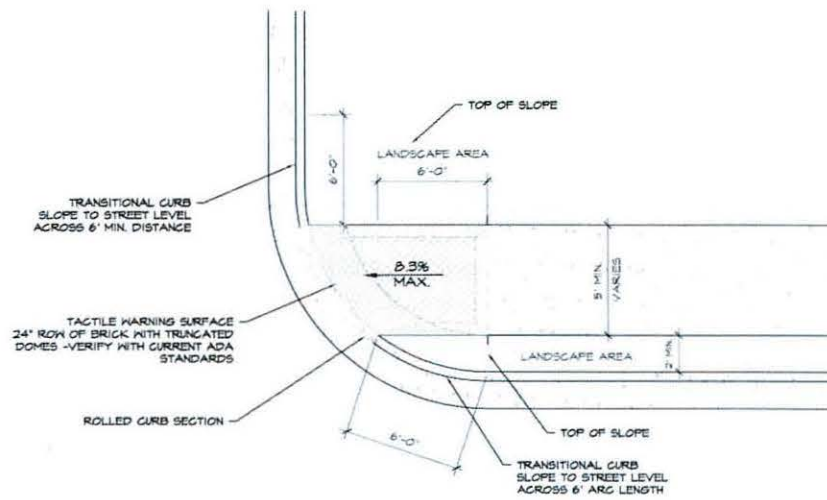 TOP OF SLOPE
LANDSCAPE AREA
6'-0"
6'-0"
TRANSITIONAL CURB
SLOPE TO STREET LEVEL
ACROSS 6' MIN. DISTANCE
8.3%
MAX.
5' MIN.
VARIES
TACTILE WARNING SURFACE
24" ROW OF BRICK WITH TRUNCATED
DOMES -VERIFY WITH CURRENT ADA
STANDARDS
LANDSCAPE AREA
2' MIN.
ROLLED CURB SECTION
6'-0"
TOP OF SLOPE
TRANSITIONAL CURB
SLOPE TO STREET LEVEL
ACROSS 6' ARC LENGTH